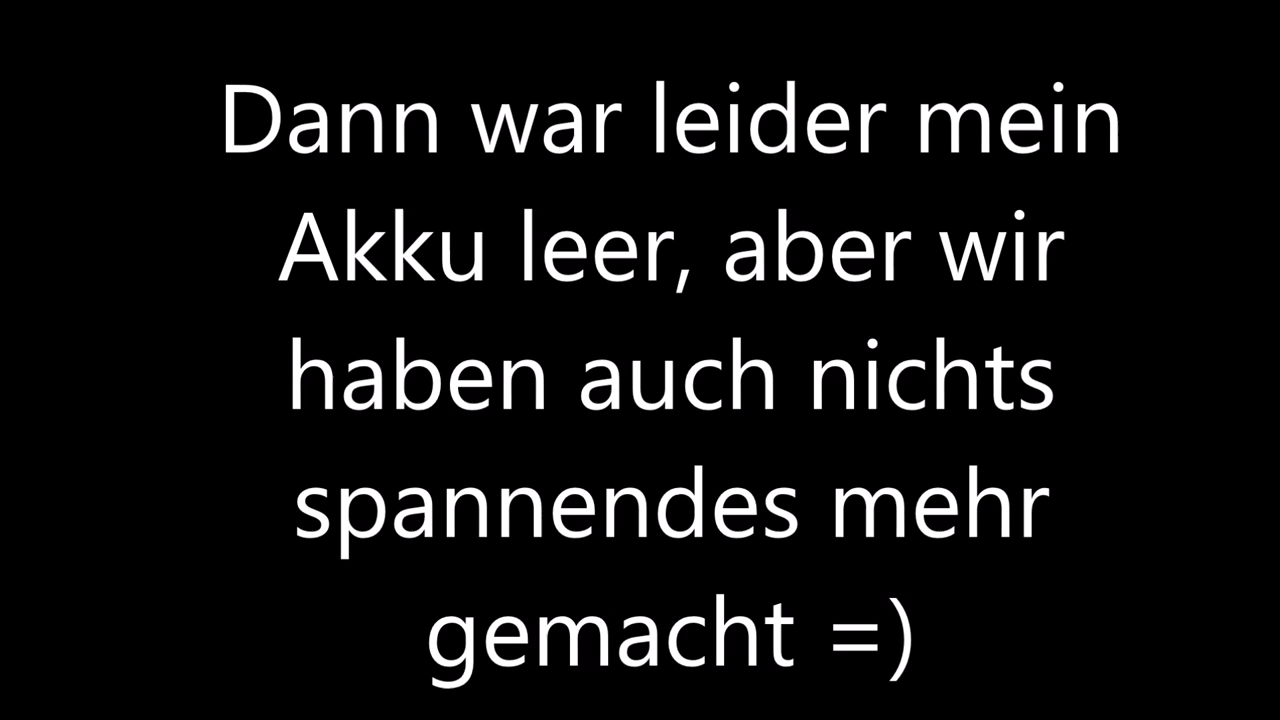 Dann war leider mein
Akku leer, aber wir
haben auch nichts
spannendes mehr
gemacht =)